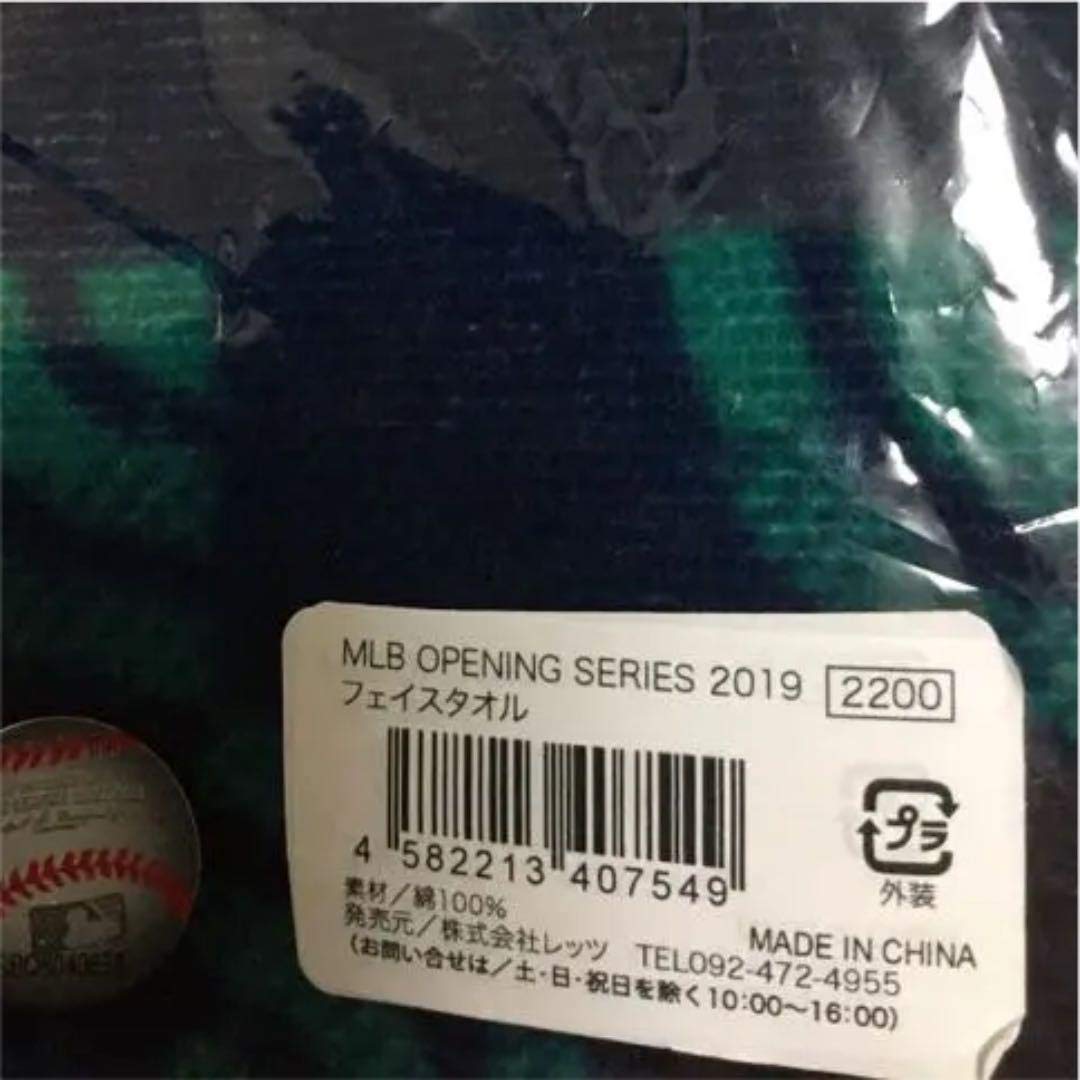 MLB OPENING SERIES 2019 2200
フェイスタオル
4 582213 407549
プラ
外装
素材/綿100%
MADE IN CHINA
発売元/株式会社レッツ TEL092-472-4955
(お問い合せは/土・日・祝日を除く10:00~16:00)